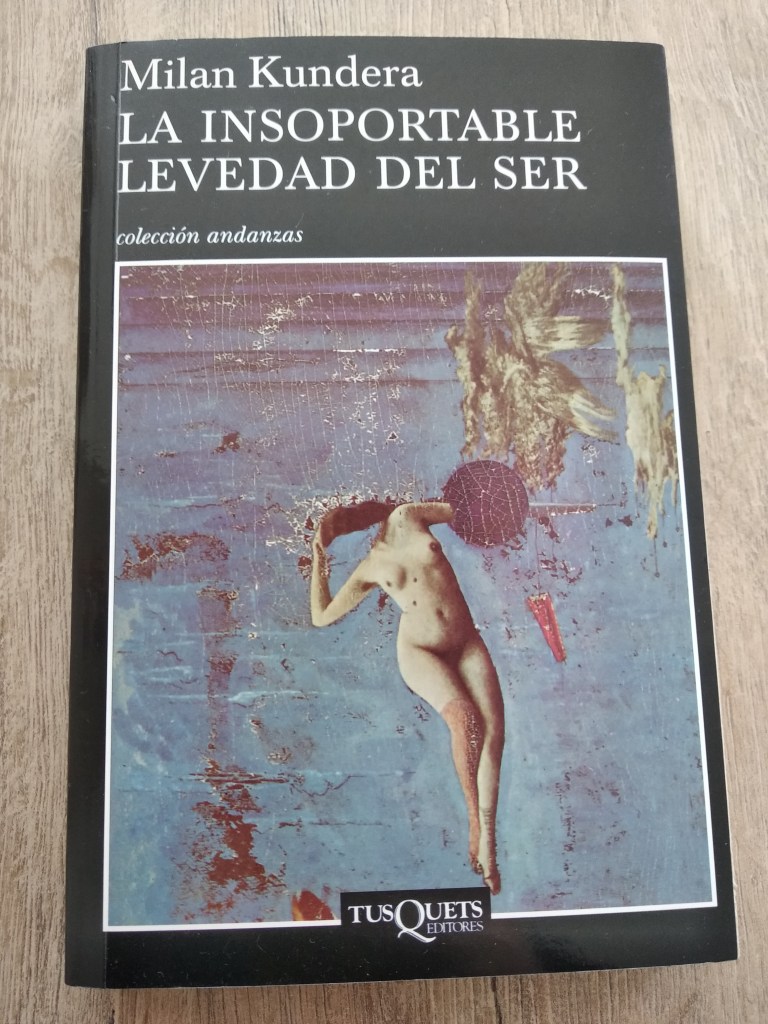 Milan Kundera
LA INSOPORTABLE
LEVEDAD DEL SER
colección andanzas
TUSQUETS
EDITORES